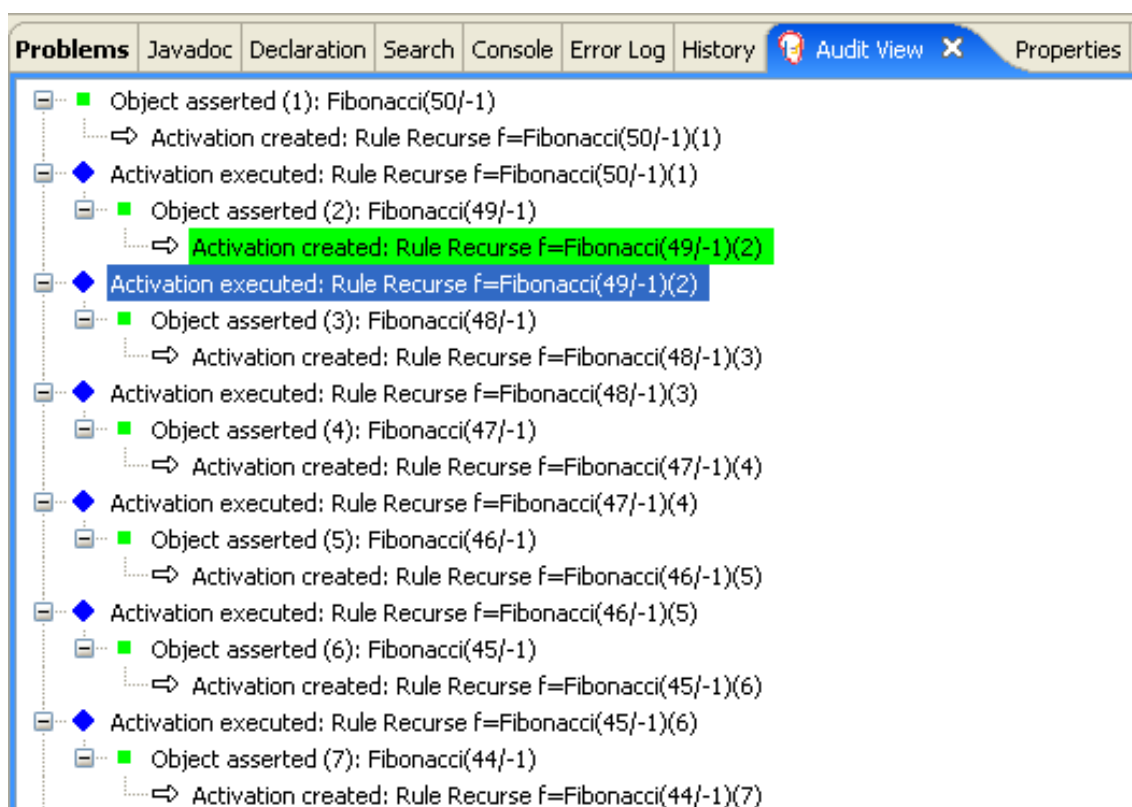 Problems Javadoc Declaration Search Console Error Log History Audit View Properties
Object asserted (1): Fibonacci(50/-1)
Activation created: Rule Recurse f=Fibonacci(50/-1)(1)
Activation executed: Rule Recurse f=Fibonacci(50/-1)(1)
Object asserted (2): Fibonacci(49/-1)
Activation created: Rule Recurse f=Fibonacci(49/-1)(2)
Activation executed: Rule Recurse f=Fibonacci(49/-1)(2)
Object asserted (3): Fibonacci(48/-1)
Activation created: Rule Recurse f=Fibonacci(48/-1)(3)
Activation executed: Rule Recurse f=Fibonacci(48/-1)(3)
Object asserted (4): Fibonacci(47/-1)
Activation created: Rule Recurse f=Fibonacci(47/-1)(4)
Activation executed: Rule Recurse f=Fibonacci(47/-1)(4)
Object asserted (5): Fibonacci(46/-1)
Activation created: Rule Recurse f=Fibonacci(46/-1)(5)
Activation executed: Rule Recurse f=Fibonacci(46/-1)(5)
Object asserted (6): Fibonacci(45/-1)
Activation created: Rule Recurse f=Fibonacci(45/-1)(6)
Activation executed: Rule Recurse f=Fibonacci(45/-1)(6)
Object asserted (7): Fibonacci(44/-1)
Activation created: Rule Recurse f=Fibonacci(44/-1)(7)